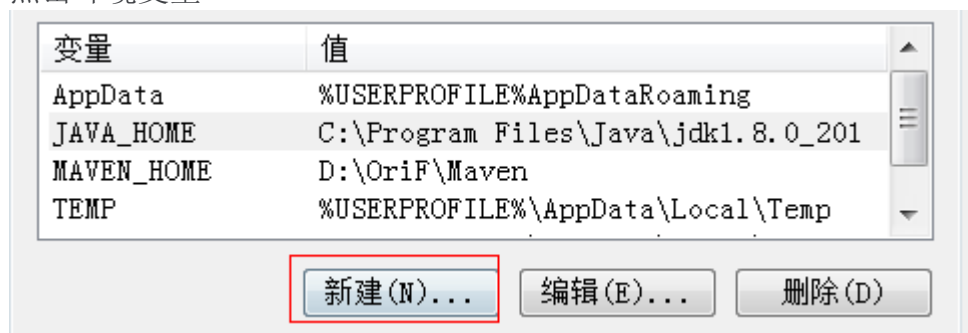 变量 值
AppData %USERPROFILE%AppDataRoaming
JAVA_HOME C:\Program Files\Java\jdk1.8.0_201
MAVEN_HOME D:\OriF\Maven
TEMP %USERPROFILE%\AppData\Local\Temp
新建(N)... 编辑(E)... 删除(D)